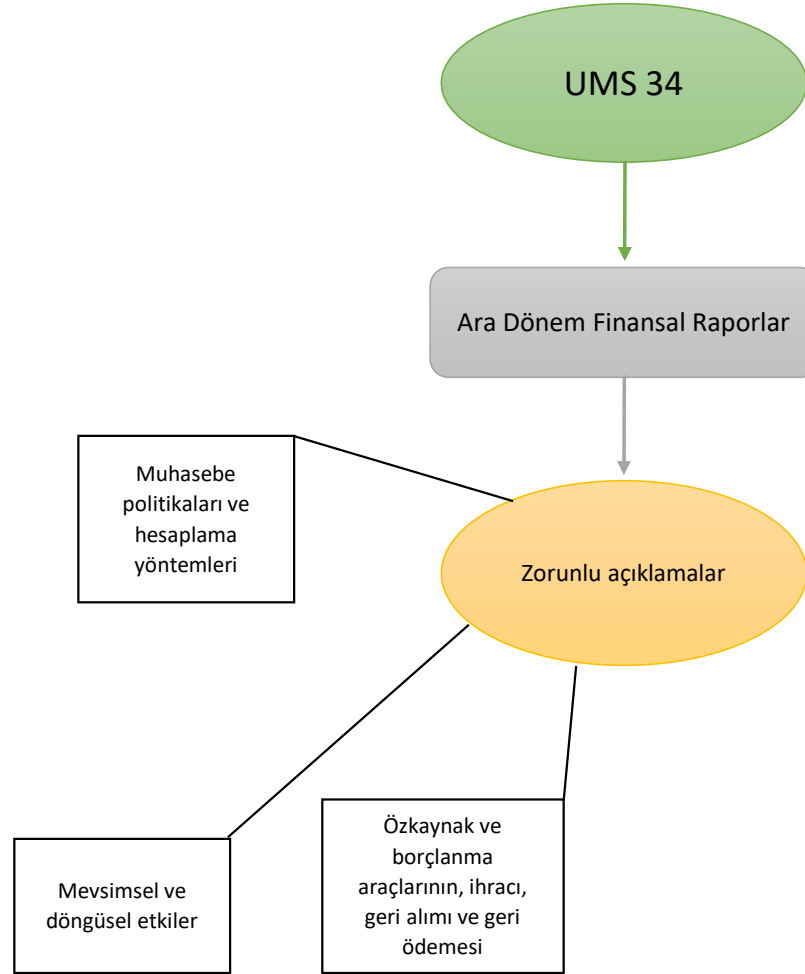 UMS 34
Ara Dönem Finansal Raporlar
Muhasebe
politikaları ve
hesaplama
yöntemleri
Zorunlu açıklamalar
Mevsimsel ve
döngüsel etkiler
Özkaynak ve
borçlanma
araçlarının, ihracı,
geri alımı ve geri
ödemesi